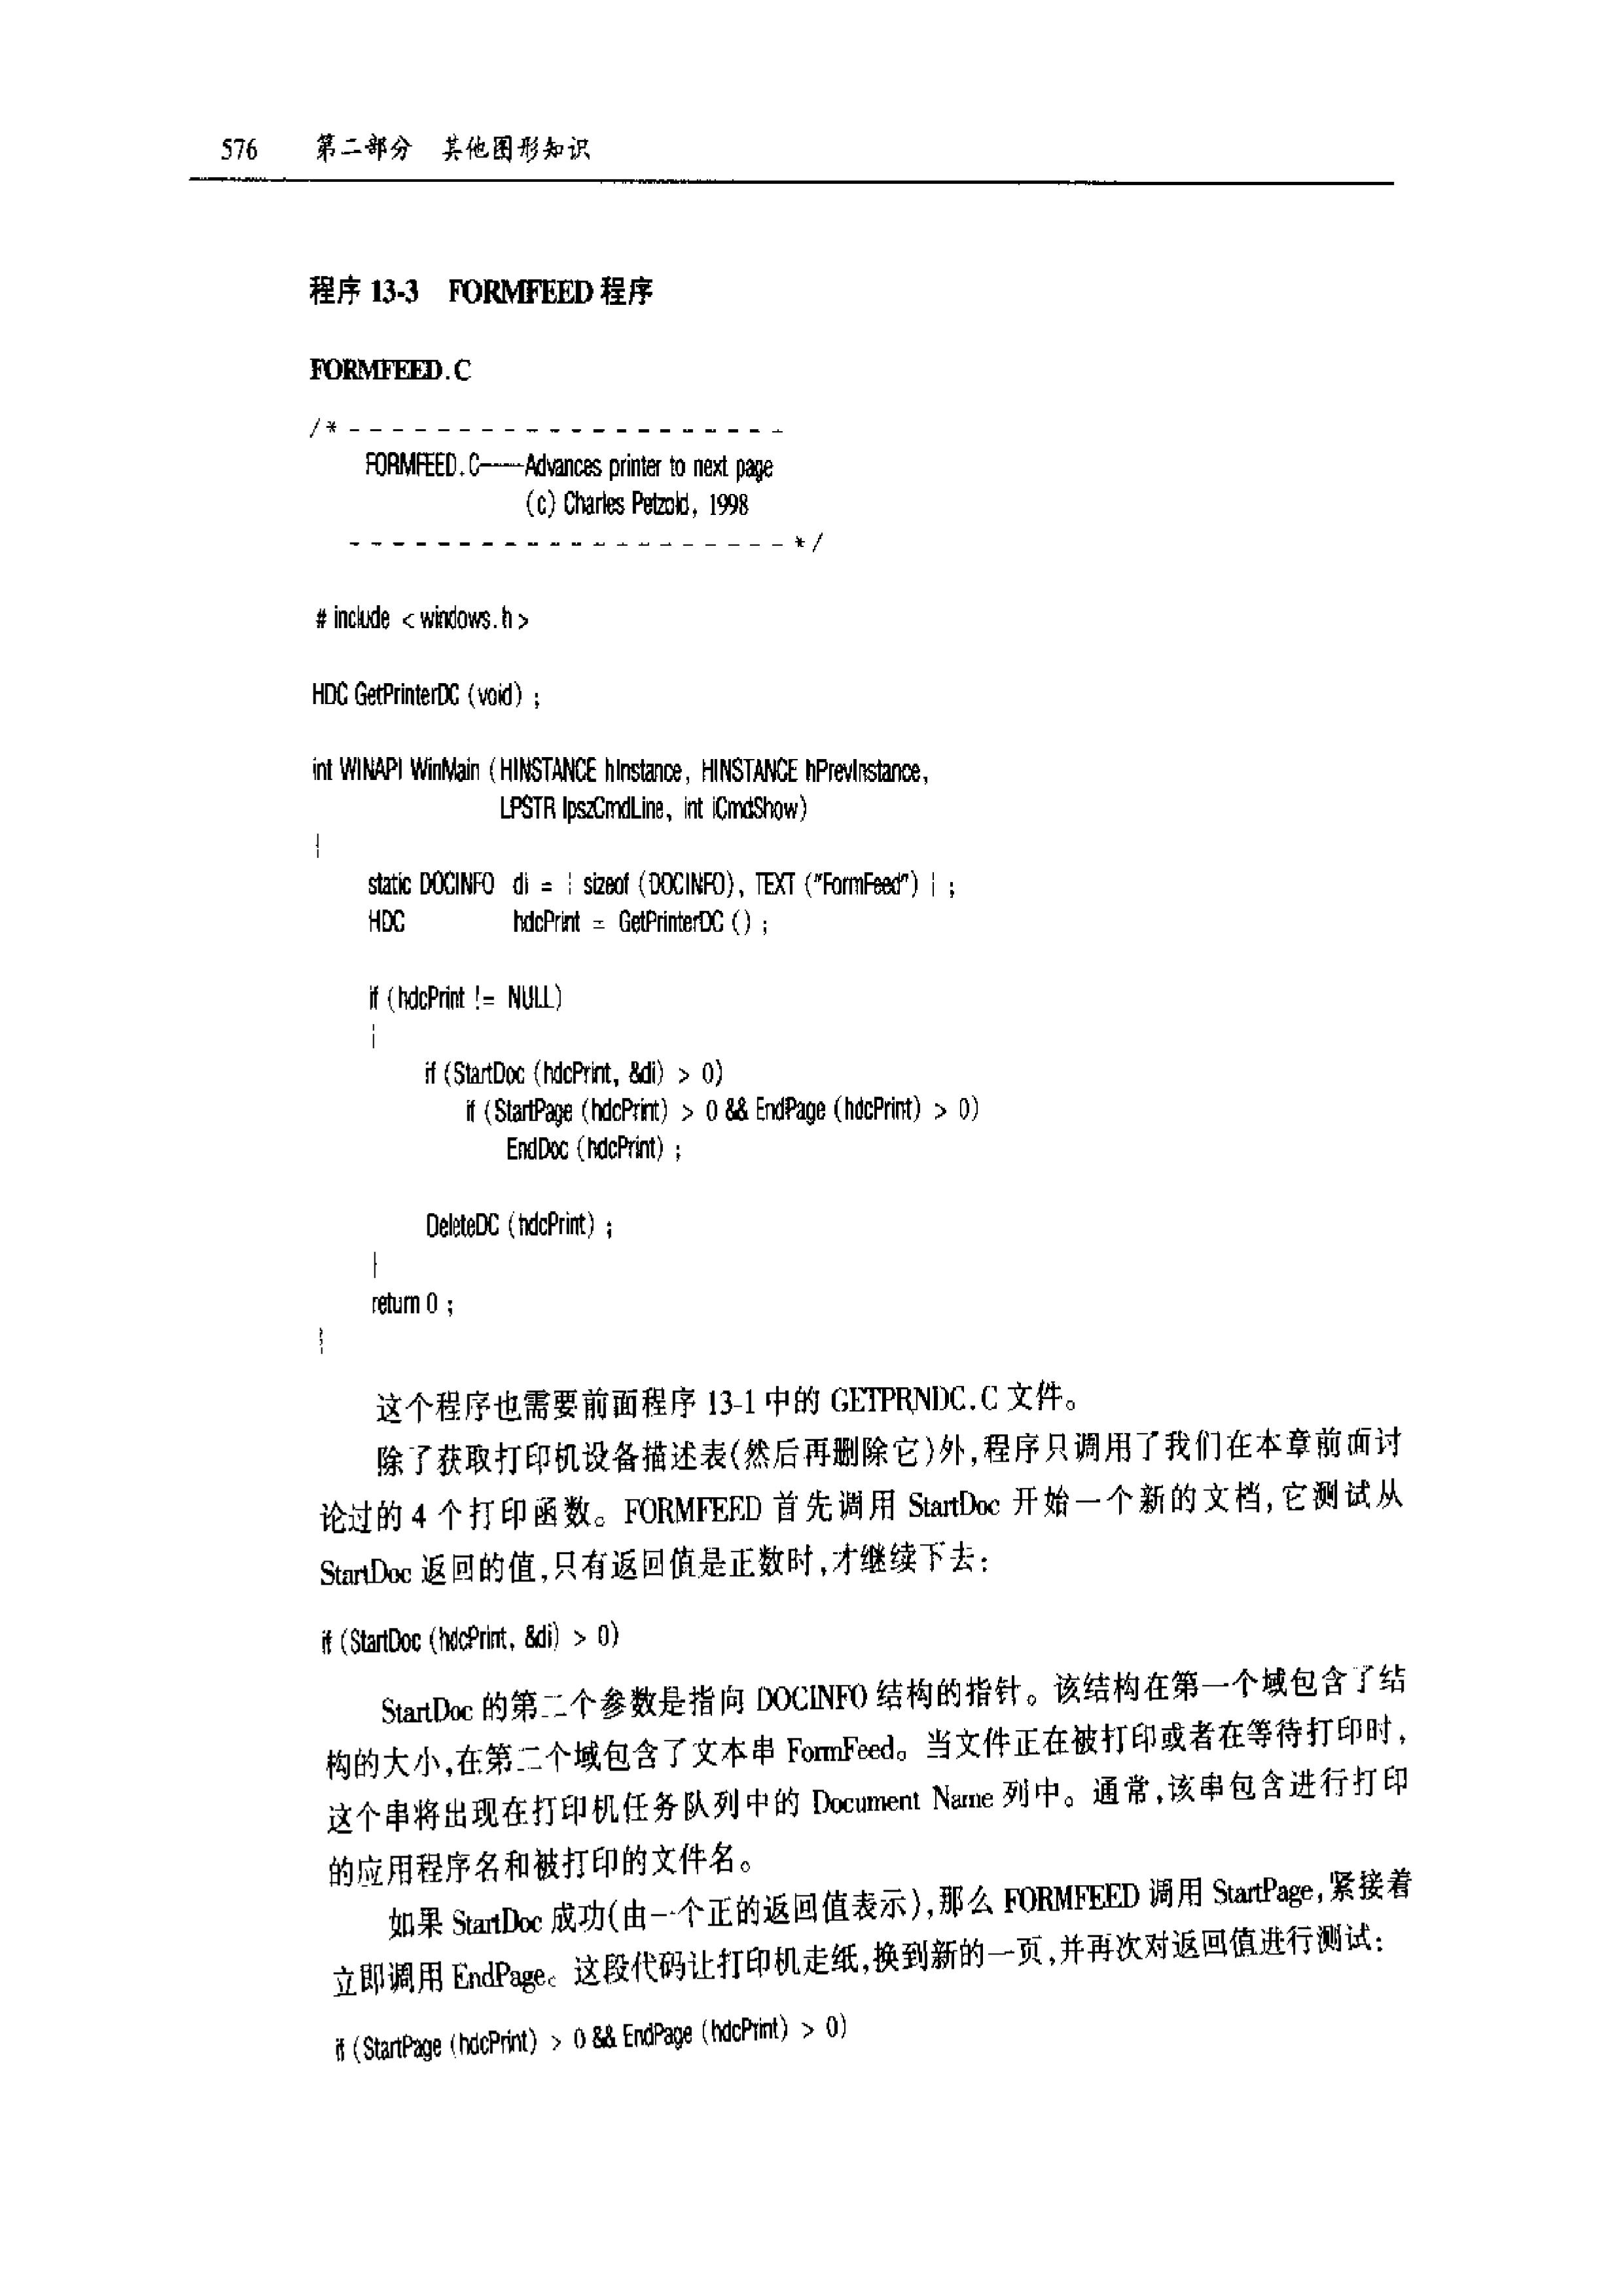 576 第二部分 其他图形知识
程序 13-3 FORMFEED 程序
FORMFEED.C
/* - - - - - - - - - - - - - - - - - - - -
FORMFEED.C——Advances printer to next page
(c) Charles Petzold, 1998
- - - - - - - - - - - - - - - - - - - - */
# include < windows.h >
HDC GetPrinterDC (void) ;
int WINAPI WinMain (HINSTANCE hInstance, HINSTANCE hPrevInstance,
LPSTR lpszCmdLine, int iCmdShow)
{
static DOCINFO di = { sizeof (DOCINFO), TEXT ("FormFeed") } ;
HDC hdcPrint = GetPrinterDC () ;
if (hdcPrint != NULL)
{
if (StartDoc (hdcPrint, &di) > 0)
if (StartPage (hdcPrint) > 0 && EndPage (hdcPrint) > 0)
EndDoc (hdcPrint) ;
DeleteDC (hdcPrint) ;
}
return 0 ;
}
这个程序也需要前面程序 13-1 中的 GETPRNDC.C 文件。
除了获取打印机设备描述表(然后再删除它)外,程序只调用了我们在本章前面讨
论过的 4 个打印函数。FORMFEED 首先调用 StartDoc 开始一个新的文档,它测试从
StartDoc 返回的值,只有返回值是正数时,才继续下去:
if (StartDoc (hdcPrint, &di) > 0)
StartDoc 的第二个参数是指向 DOCINFO 结构的指针。该结构在第一个域包含了结
构的大小,在第二个域包含了文本串 FormFeed。当文件正在被打印或者在等待打印时,
这个串将出现在打印机任务队列中的 Document Name 列中。通常,该串包含进行打印
的应用程序名和被打印的文件名。
如果 StartDoc 成功(由一个正的返回值表示),那么 FORMFEED 调用 StartPage,紧接着
立即调用 EndPage。这段代码让打印机走纸,换到新的一页,并再次对返回值进行测试:
if (StartPage (hdcPrint) > 0 && EndPage (hdcPrint) > 0)